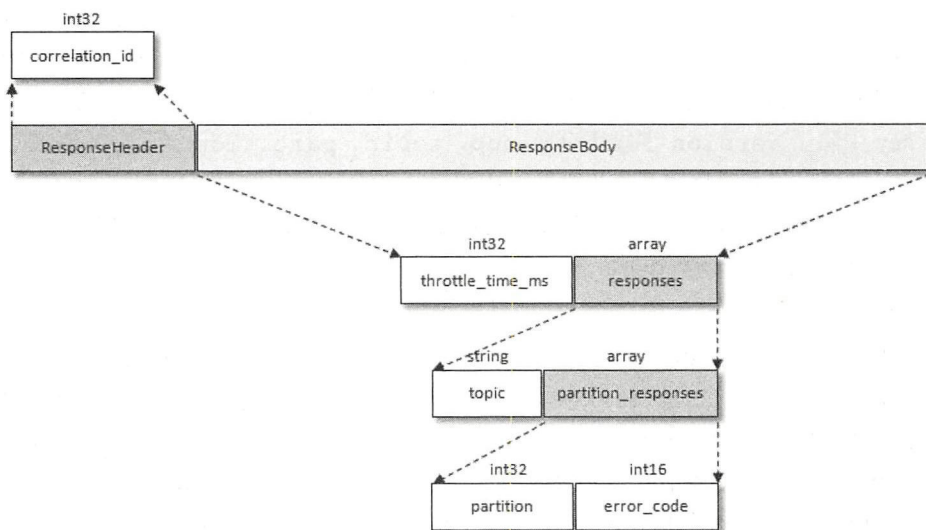 int32
correlation_id
ResponseHeader
ResponseBody
int32
array
throttle_time_ms
responses
string
array
topic
partition_responses
int32
int16
partition
error_code